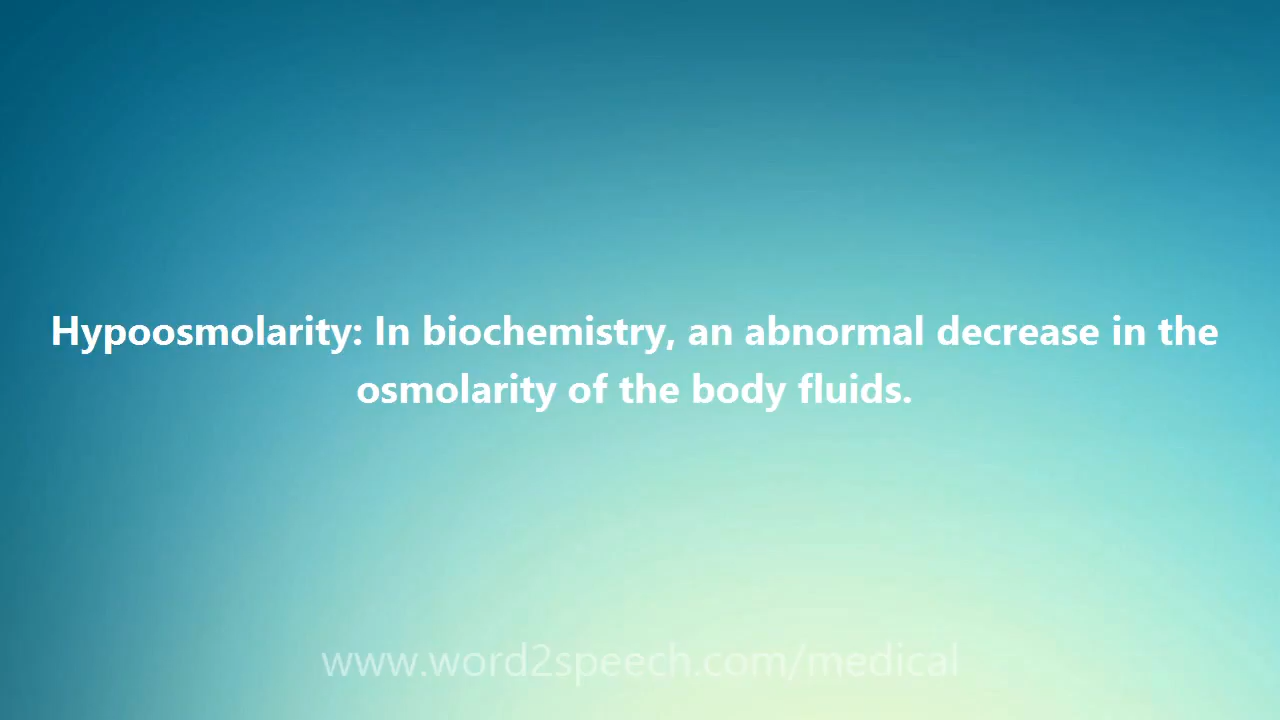 Hypoosmolarity: In biochemistry, an abnormal decrease in the
osmolarity of the body fluids.
www.word2speech.com/medical